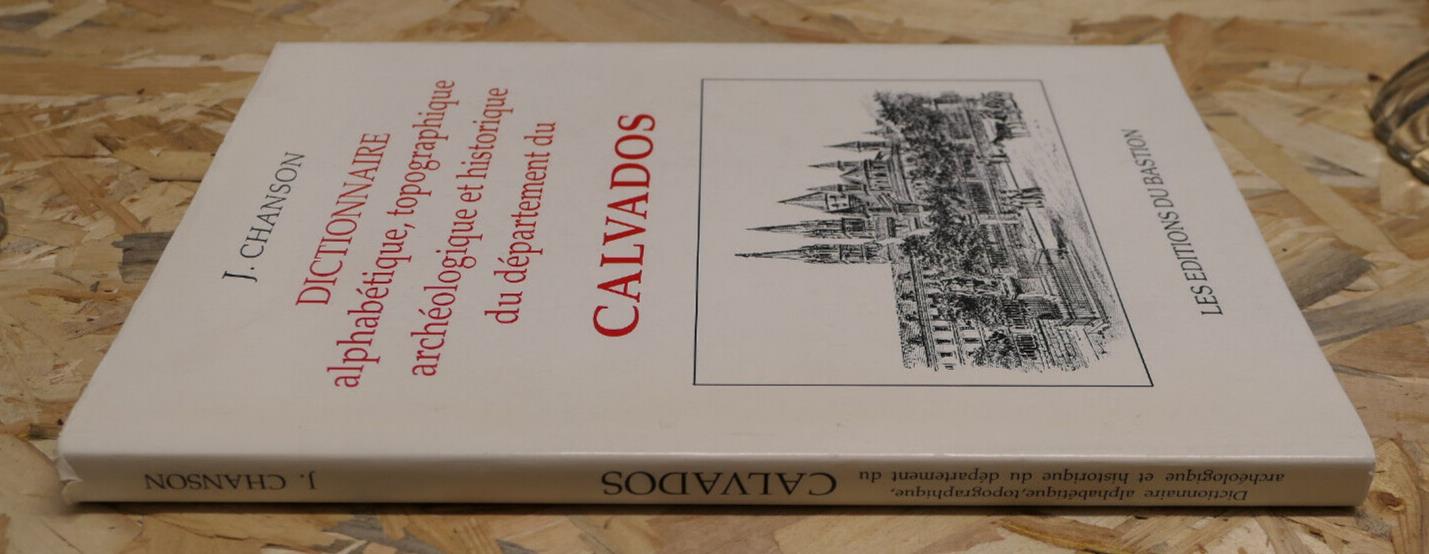 J. CHANSON
DICTIONNAIRE
alphabétique, topographique
archéologique et historique
du département du
CALVADOS
LES EDITIONS DU BASTION
Dictionnaire alphabétique, topographique,
archéologique et historique du département du
CALVADOS
J. CHANSON